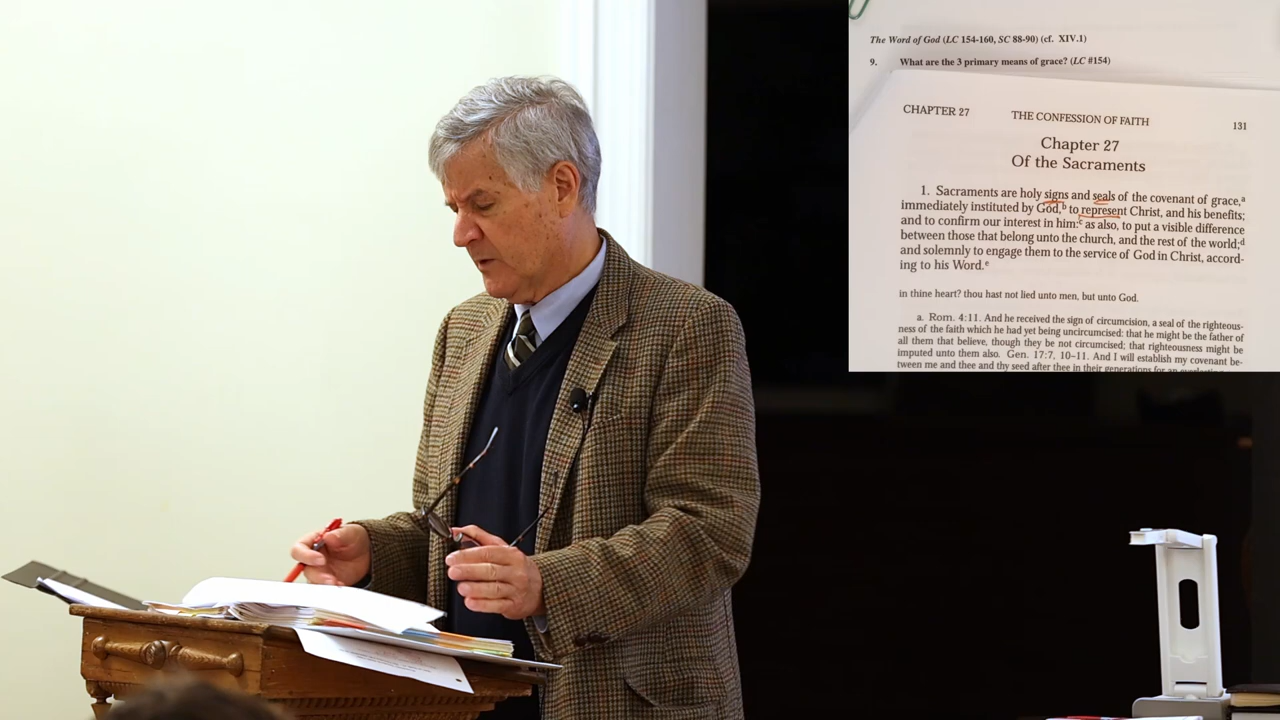 The Word of God (LC 154-160, SC 88-90) (cf. XIV.1)
9. What are the 3 primary means of grace? (LC #154)
CHAPTER 27 THE CONFESSION OF FAITH 131
Chapter 27
Of the Sacraments
1. Sacraments are holy signs and seals of the covenant of grace,ᵃ
immediately instituted by God,ᵇ to represent Christ, and his benefits;
and to confirm our interest in him:ᶜ as also, to put a visible difference
between those that belong unto the church, and the rest of the world;ᵈ
and solemnly to engage them to the service of God in Christ, accord-
ing to his Word.ᵉ
in thine heart? thou hast not lied unto men, but unto God.
a. Rom. 4:11. And he received the sign of circumcision, a seal of the righteous-
ness of the faith which he had yet being uncircumcised: that he might be the father of
all them that believe, though they be not circumcised; that righteousness might be
imputed unto them also. Gen. 17:7, 10–11. And I will establish my covenant be-
tween me and thee and thy seed after thee in their generations for an